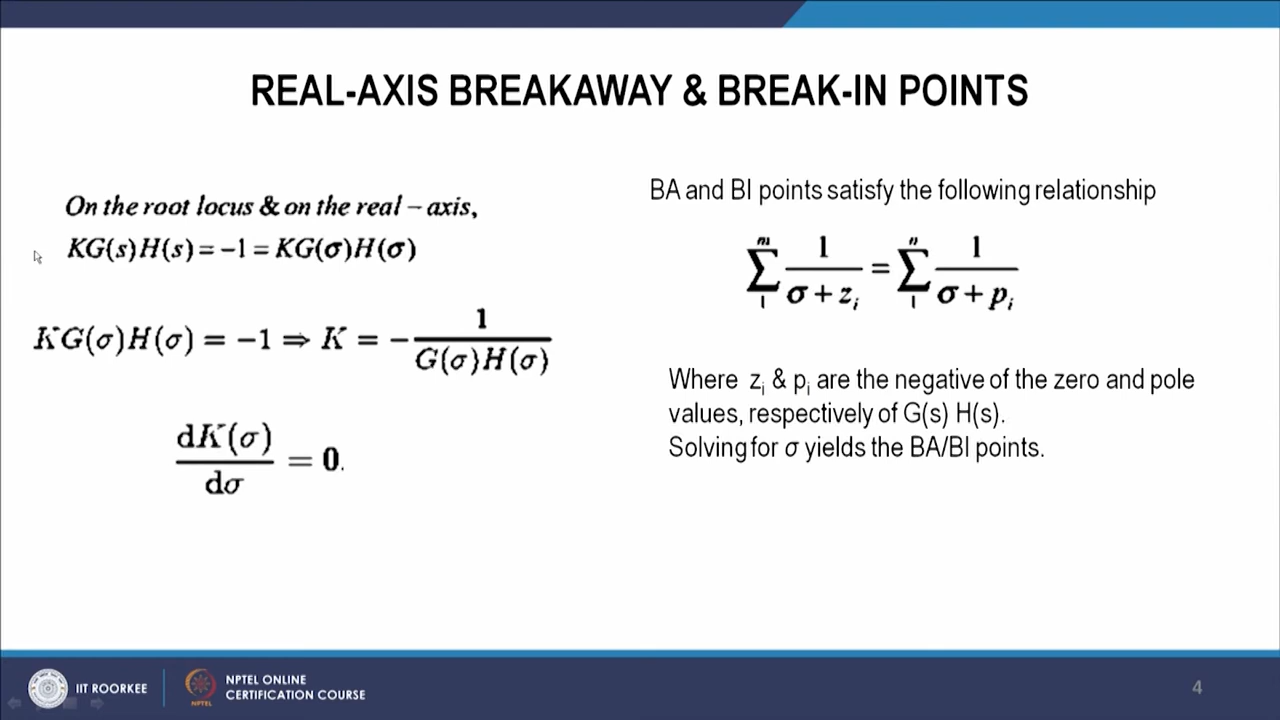 REAL-AXIS BREAKAWAY & BREAK-IN POINTS
On the root locus & on the real – axis,
KG(s)H(s) = –1 = KG(σ)H(σ)
KG(σ)H(σ) = −1 ⇒ K = − 1 / G(σ)H(σ)
dK(σ) / dσ = 0.
BA and BI points satisfy the following relationship
∑₁ᵐ 1 / (σ + zᵢ) = ∑₁ⁿ 1 / (σ + pᵢ)
Where zᵢ & pᵢ are the negative of the zero and pole
values, respectively of G(s) H(s).
Solving for σ yields the BA/BI points.
IIT ROORKEE
NPTEL
NPTEL ONLINE
CERTIFICATION COURSE
4